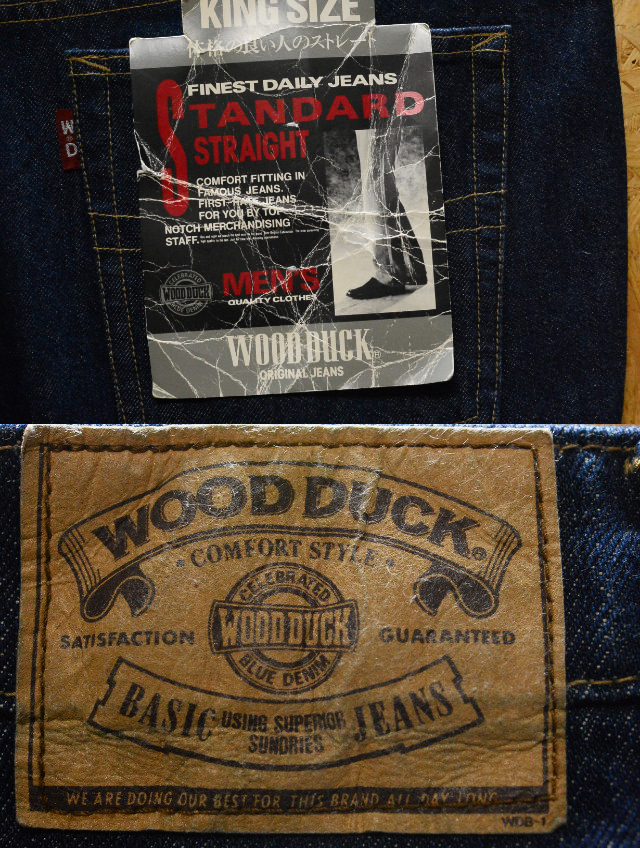 KING SIZE
体格の良い人のストレート
FINEST DAILY JEANS
STANDARD
STRAIGHT
COMFORT FITTING IN
FAMOUS JEANS.
FIRST-RATE JEANS
FOR YOU BY TOP-
NOTCH MERCHANDISING
STAFF.
W
D
CELEBRATED
WOOD DUCK
BLUE DENIM
MEN'S
QUALITY CLOTHES
WOOD DUCK®
ORIGINAL JEANS
WOOD DUCK®
• COMFORT STYLE •
CELEBRATED
WOOD DUCK
BLUE DENIM
SATISFACTION GUARANTEED
BASIC USING SUPERIOR SUNDRIES JEANS
WE ARE DOING OUR BEST FOR THIS BRAND ALL DAY LONG
WDB-1